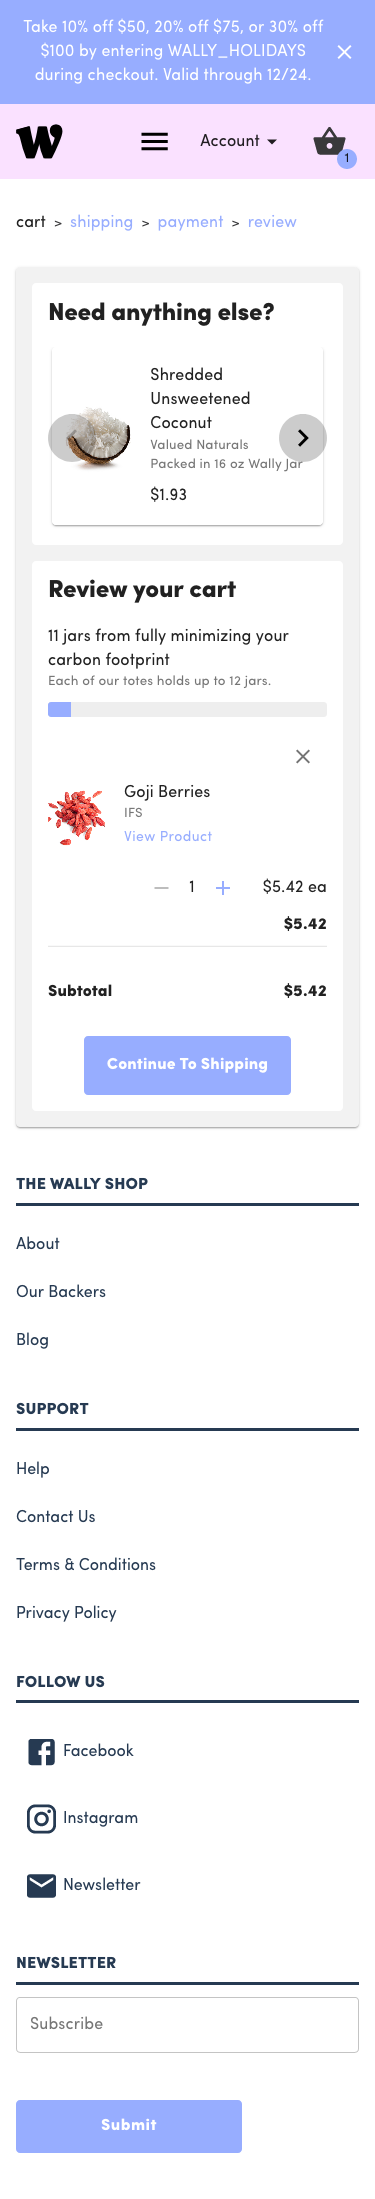 Take 10% off $50, 20% off $75, or 30% off
$100 by entering WALLY_HOLIDAYS
during checkout. Valid through 12/24.
W
Account
1
cart > shipping > payment > review
Need anything else?
Shredded
Unsweetened
Coconut
Valued Naturals
Packed in 16 oz Wally Jar
$1.93
Review your cart
11 jars from fully minimizing your
carbon footprint
Each of our totes holds up to 12 jars.
Goji Berries
IFS
View Product
1 $5.42 ea
$5.42
Subtotal $5.42
Continue To Shipping
THE WALLY SHOP
About
Our Backers
Blog
SUPPORT
Help
Contact Us
Terms & Conditions
Privacy Policy
FOLLOW US
Facebook
Instagram
Newsletter
NEWSLETTER
Subscribe
Submit